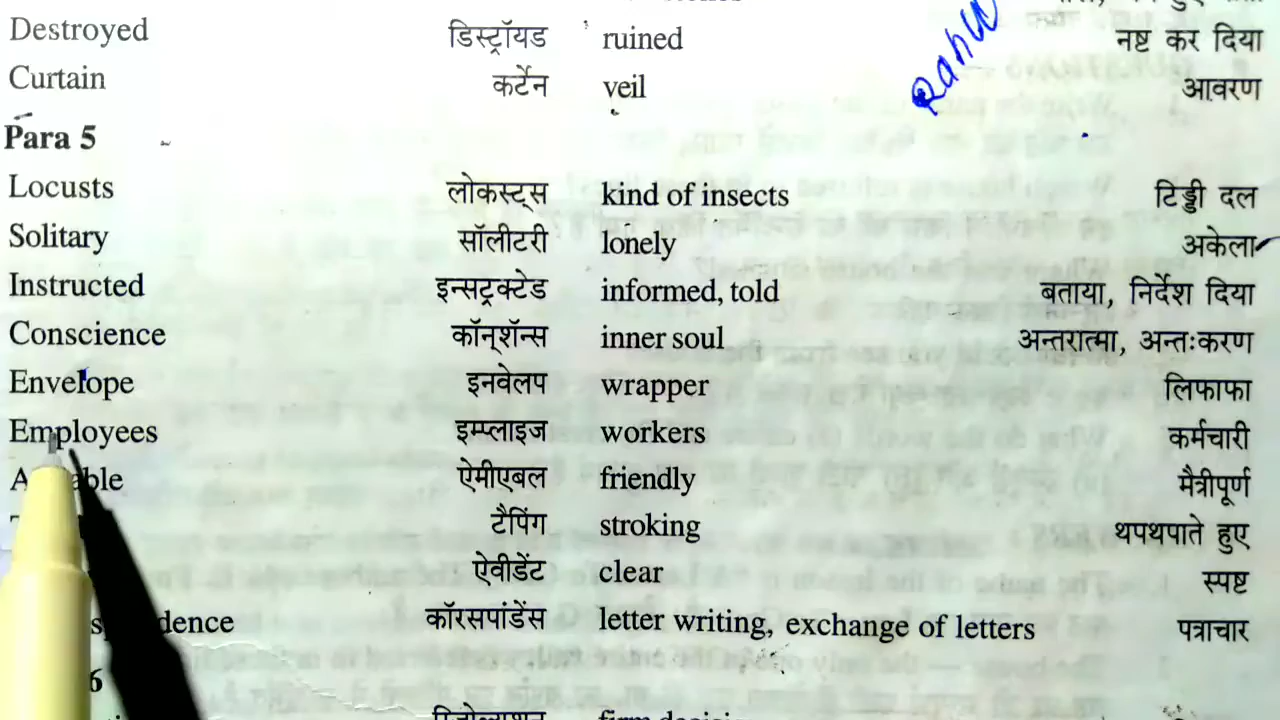 Destroyed डिस्ट्रॉयड ruined नष्ट कर दिया
Curtain कर्टेन veil आवरण
Para 5
Locusts लोकस्ट्स kind of insects टिड्डी दल
Solitary सॉलीटरी lonely अकेला
Instructed इन्सट्रक्टेड informed, told बताया, निर्देश दिया
Conscience कॉन्शॅन्स inner soul अन्तरात्मा, अन्तःकरण
Envelope इनवेलप wrapper लिफाफा
Employees इम्प्लाइज workers कर्मचारी
ऐमीएबल friendly मैत्रीपूर्ण
टैपिंग stroking थपथपाते हुए
ऐवीडेंट clear स्पष्ट
कॉरसपांडेंस letter writing, exchange of letters पत्राचार
6